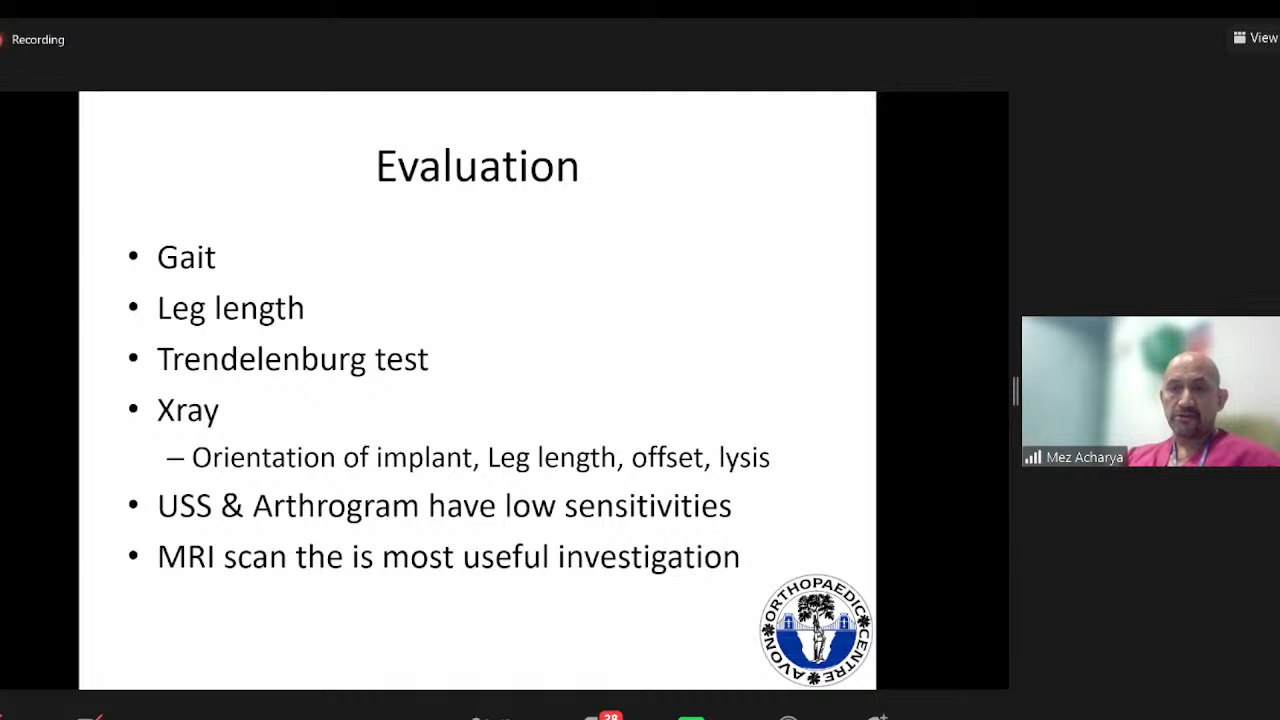 Recording
View
Evaluation
• Gait
• Leg length
• Trendelenburg test
• Xray
– Orientation of implant, Leg length, offset, lysis
• USS & Arthrogram have low sensitivities
• MRI scan the is most useful investigation
AVON ORTHOPAEDIC CENTRE
Mez Acharya
28